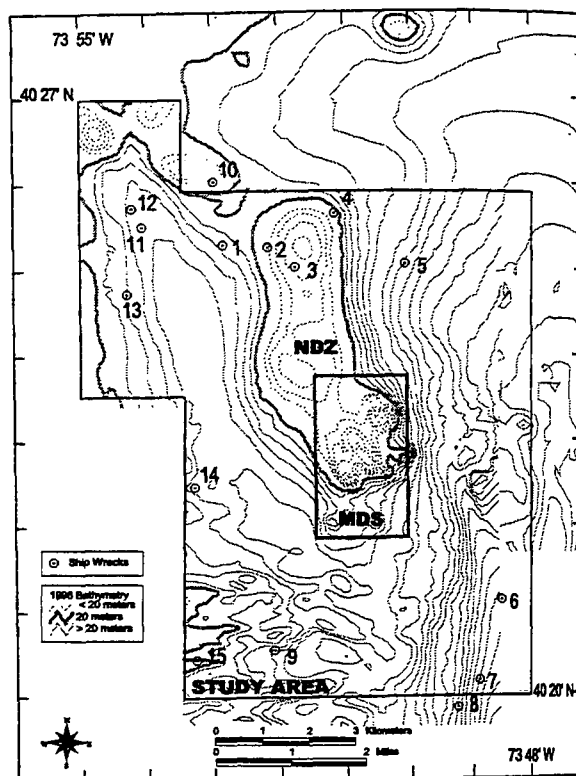 73 55' W
40 27' N
10
12
4
11
1
2
5
3
13
NDZ
14
MDS
Ship Wrecks
1996 Bathymetry
< 20 meters
20 meters
> 20 meters
6
9
15
7
STUDY AREA
40 20' N
8
0 1 2 3 Kilometers
0 1 2 Miles
73 48' W